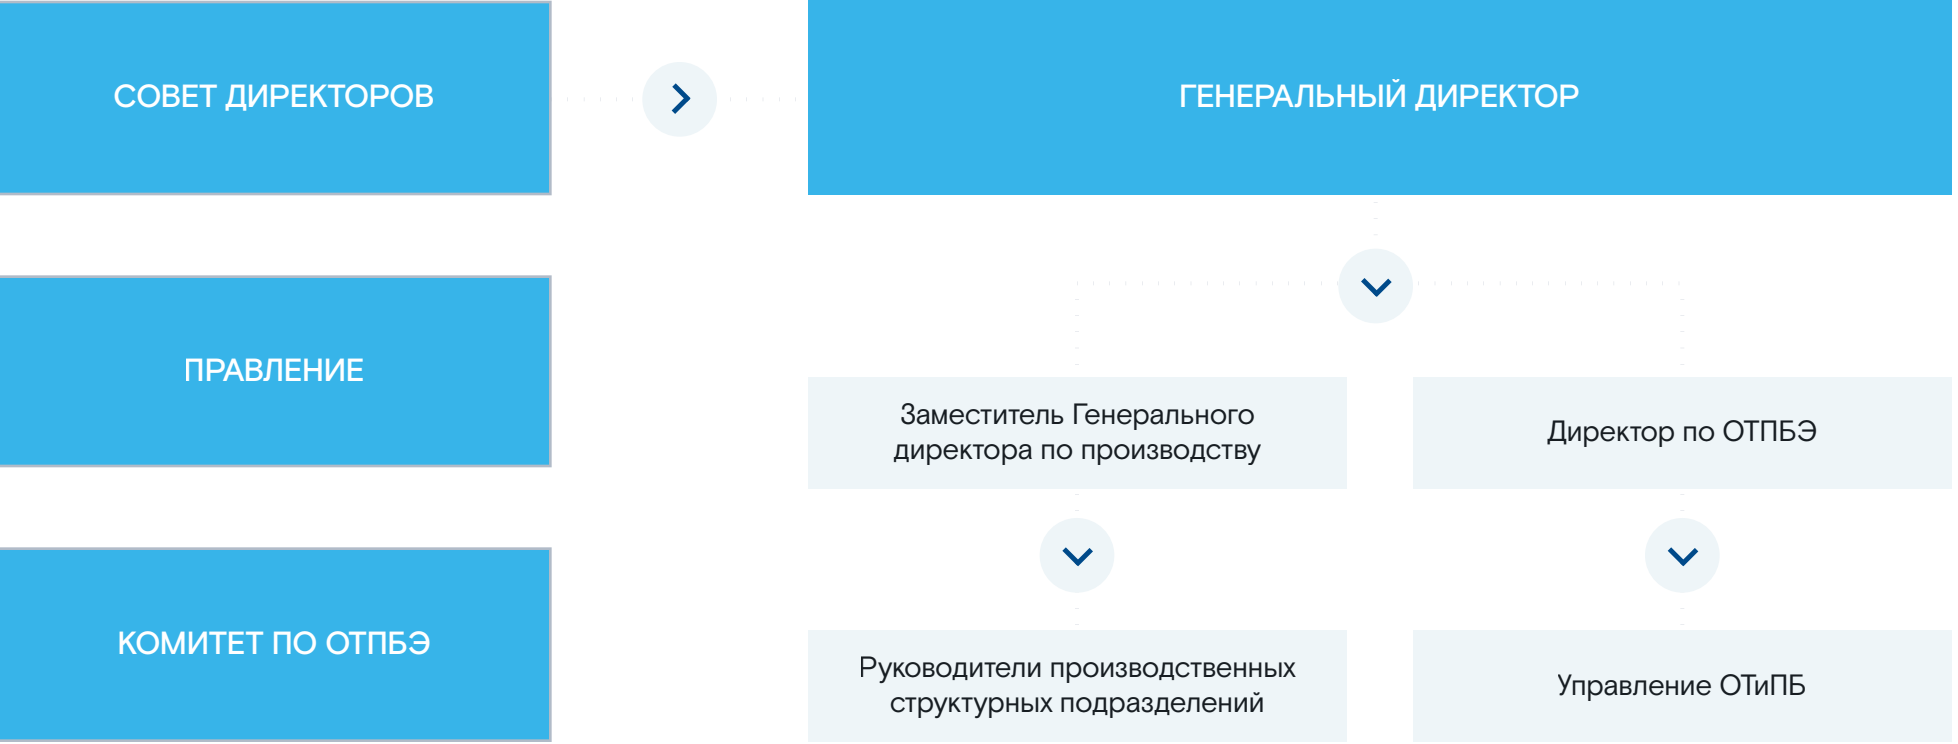 СОВЕТ ДИРЕКТОРОВ
ГЕНЕРАЛЬНЫЙ ДИРЕКТОР
ПРАВЛЕНИЕ
Заместитель Генерального
директора по производству
Директор по ОТПБЭ
КОМИТЕТ ПО ОТПБЭ
Руководители производственных
структурных подразделений
Управление ОТиПБ